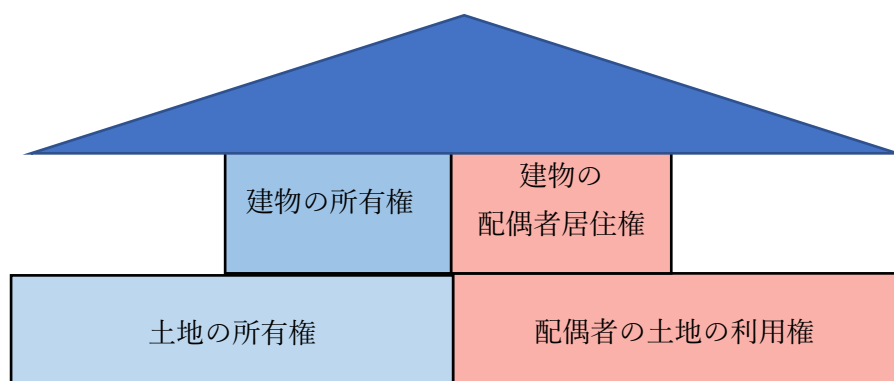 建物の所有権
建物の
配偶者居住権
土地の所有権
配偶者の土地の利用権